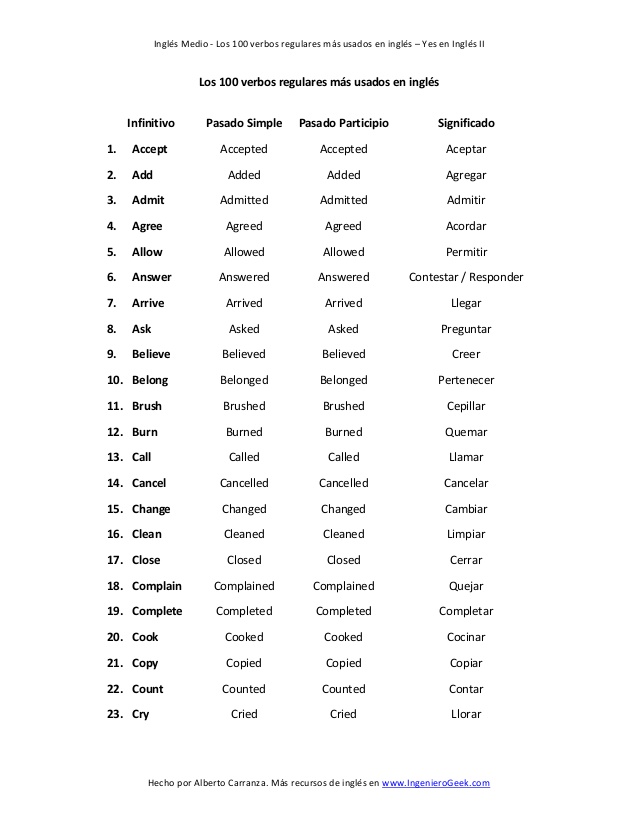 Inglés Medio - Los 100 verbos regulares más usados en inglés – Yes en Inglés II
Los 100 verbos regulares más usados en inglés
Infinitivo Pasado Simple Pasado Participio Significado
1. Accept Accepted Accepted Aceptar
2. Add Added Added Agregar
3. Admit Admitted Admitted Admitir
4. Agree Agreed Agreed Acordar
5. Allow Allowed Allowed Permitir
6. Answer Answered Answered Contestar / Responder
7. Arrive Arrived Arrived Llegar
8. Ask Asked Asked Preguntar
9. Believe Believed Believed Creer
10. Belong Belonged Belonged Pertenecer
11. Brush Brushed Brushed Cepillar
12. Burn Burned Burned Quemar
13. Call Called Called Llamar
14. Cancel Cancelled Cancelled Cancelar
15. Change Changed Changed Cambiar
16. Clean Cleaned Cleaned Limpiar
17. Close Closed Closed Cerrar
18. Complain Complained Complained Quejar
19. Complete Completed Completed Completar
20. Cook Cooked Cooked Cocinar
21. Copy Copied Copied Copiar
22. Count Counted Counted Contar
23. Cry Cried Cried Llorar
Hecho por Alberto Carranza. Más recursos de inglés en www.IngenieroGeek.com